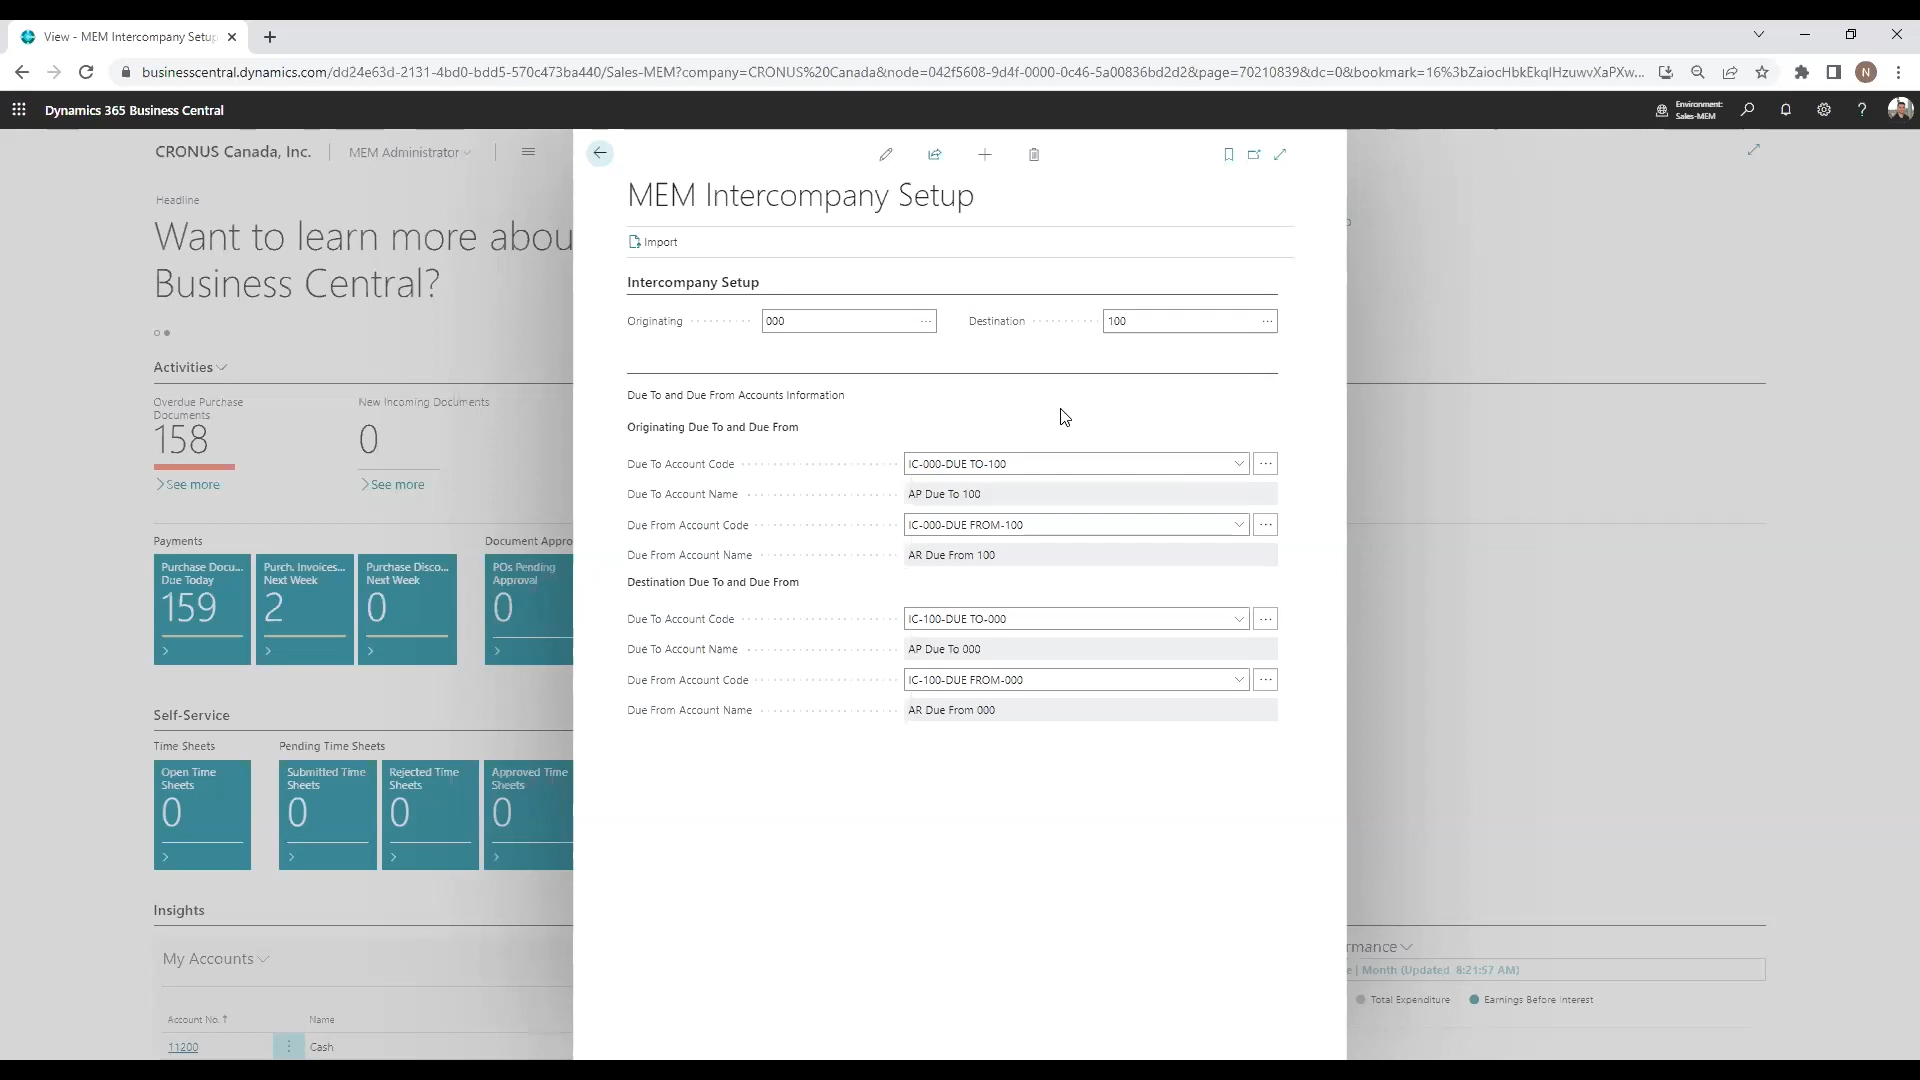 View - MEM Intercompany Setup
businesscentral.dynamics.com/dd24e63d-2131-4bd0-bdd5-570c473ba440/Sales-MEM?company=CRONUS%20Canada&node=042f5608-9d4f-0000-0c46-5a00836bd2d2&page=70210839&dc=0&bookmark=16%3bZaiocHbkEkqIHzuwvXaPXw...
N
Dynamics 365 Business Central
Environment:
Sales-MEM
CRONUS Canada, Inc.
MEM Administrator
Headline
Want to learn more abou
Business Central?
Activities
Overdue Purchase
Documents
158
See more
New Incoming Documents
0
See more
Payments
Document Appro
Purchase Docu...
Due Today
159
Purch. Invoices...
Next Week
2
Purchase Disco...
Next Week
0
POs Pending
Approval
0
Self-Service
Time Sheets
Pending Time Sheets
Open Time
Sheets
0
Submitted Time
Sheets
0
Rejected Time
Sheets
0
Approved Time
Sheets
0
Insights
My Accounts
Account No. ↑
Name
11200
Cash
MEM Intercompany Setup
Import
Intercompany Setup
Originating
000
Destination
100
Due To and Due From Accounts Information
Originating Due To and Due From
Due To Account Code
IC-000-DUE TO-100
Due To Account Name
AP Due To 100
Due From Account Code
IC-000-DUE FROM-100
Due From Account Name
AR Due From 100
Destination Due To and Due From
Due To Account Code
IC-100-DUE TO-000
Due To Account Name
AP Due To 000
Due From Account Code
IC-100-DUE FROM-000
Due From Account Name
AR Due From 000
rmance
e | Month (Updated 8:21:57 AM)
Total Expenditure
Earnings Before Interest